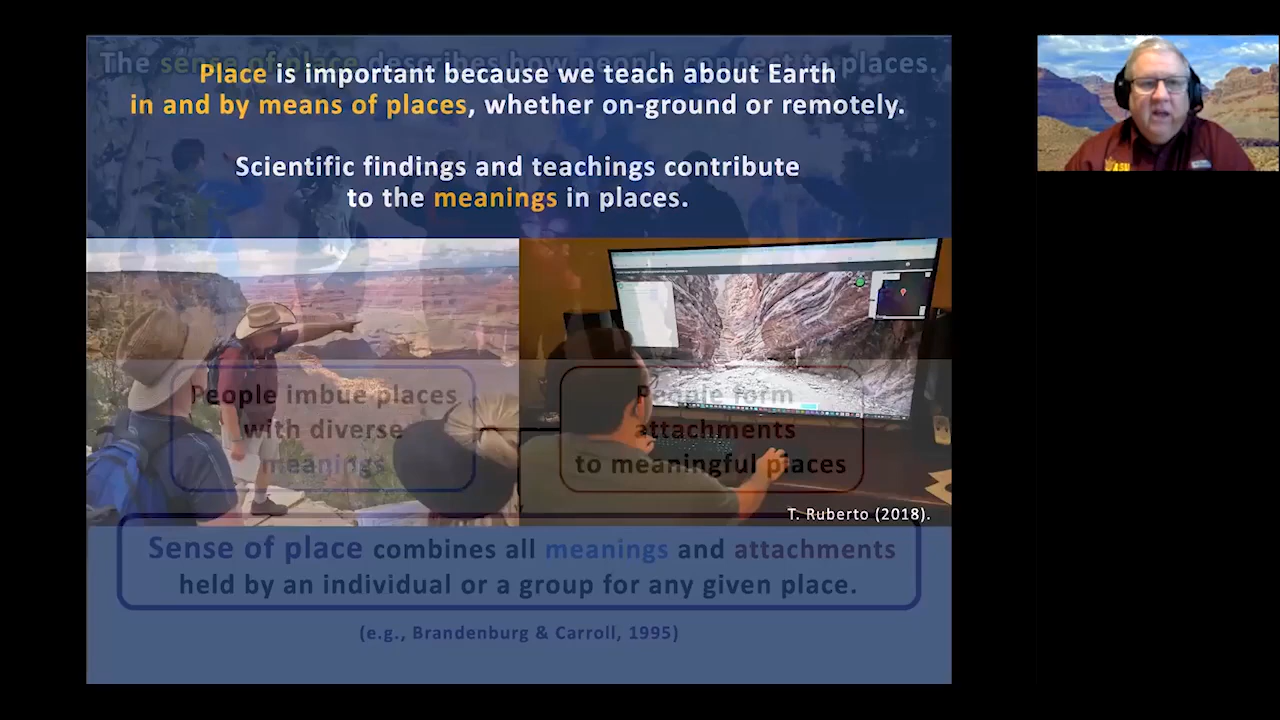 The sense of place describes how people connect to places.
Place is important because we teach about Earth
in and by means of places, whether on-ground or remotely.
Scientific findings and teachings contribute
to the meanings in places.
People imbue places
with diverse
meanings
People form
attachments
to meaningful places
T. Ruberto (2018).
Sense of place combines all meanings and attachments
held by an individual or a group for any given place.
(e.g., Brandenburg & Carroll, 1995)
ASU